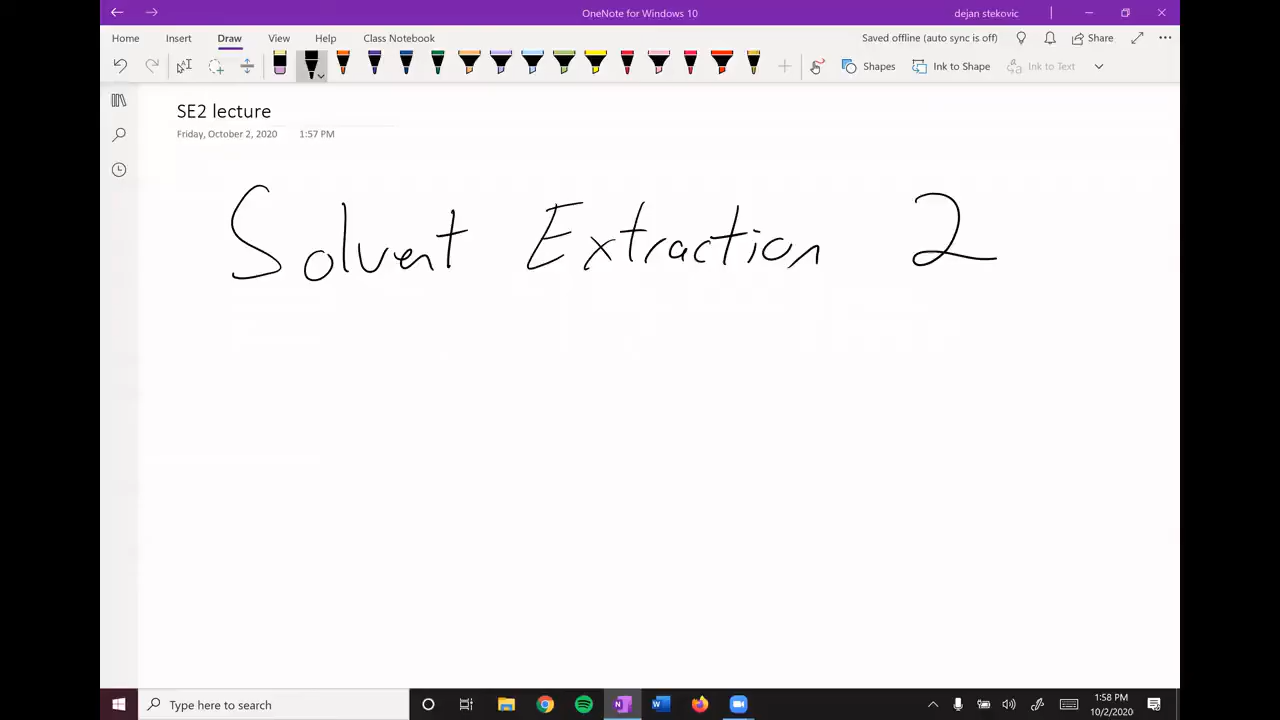 OneNote for Windows 10
dejan stekovic
Home Insert Draw View Help Class Notebook
Saved offline (auto sync is off)
Share
Shapes Ink to Shape Ink to Text
SE2 lecture
Friday, October 2, 2020 1:57 PM
Solvent Extraction 2
Type here to search
1:58 PM
10/2/2020